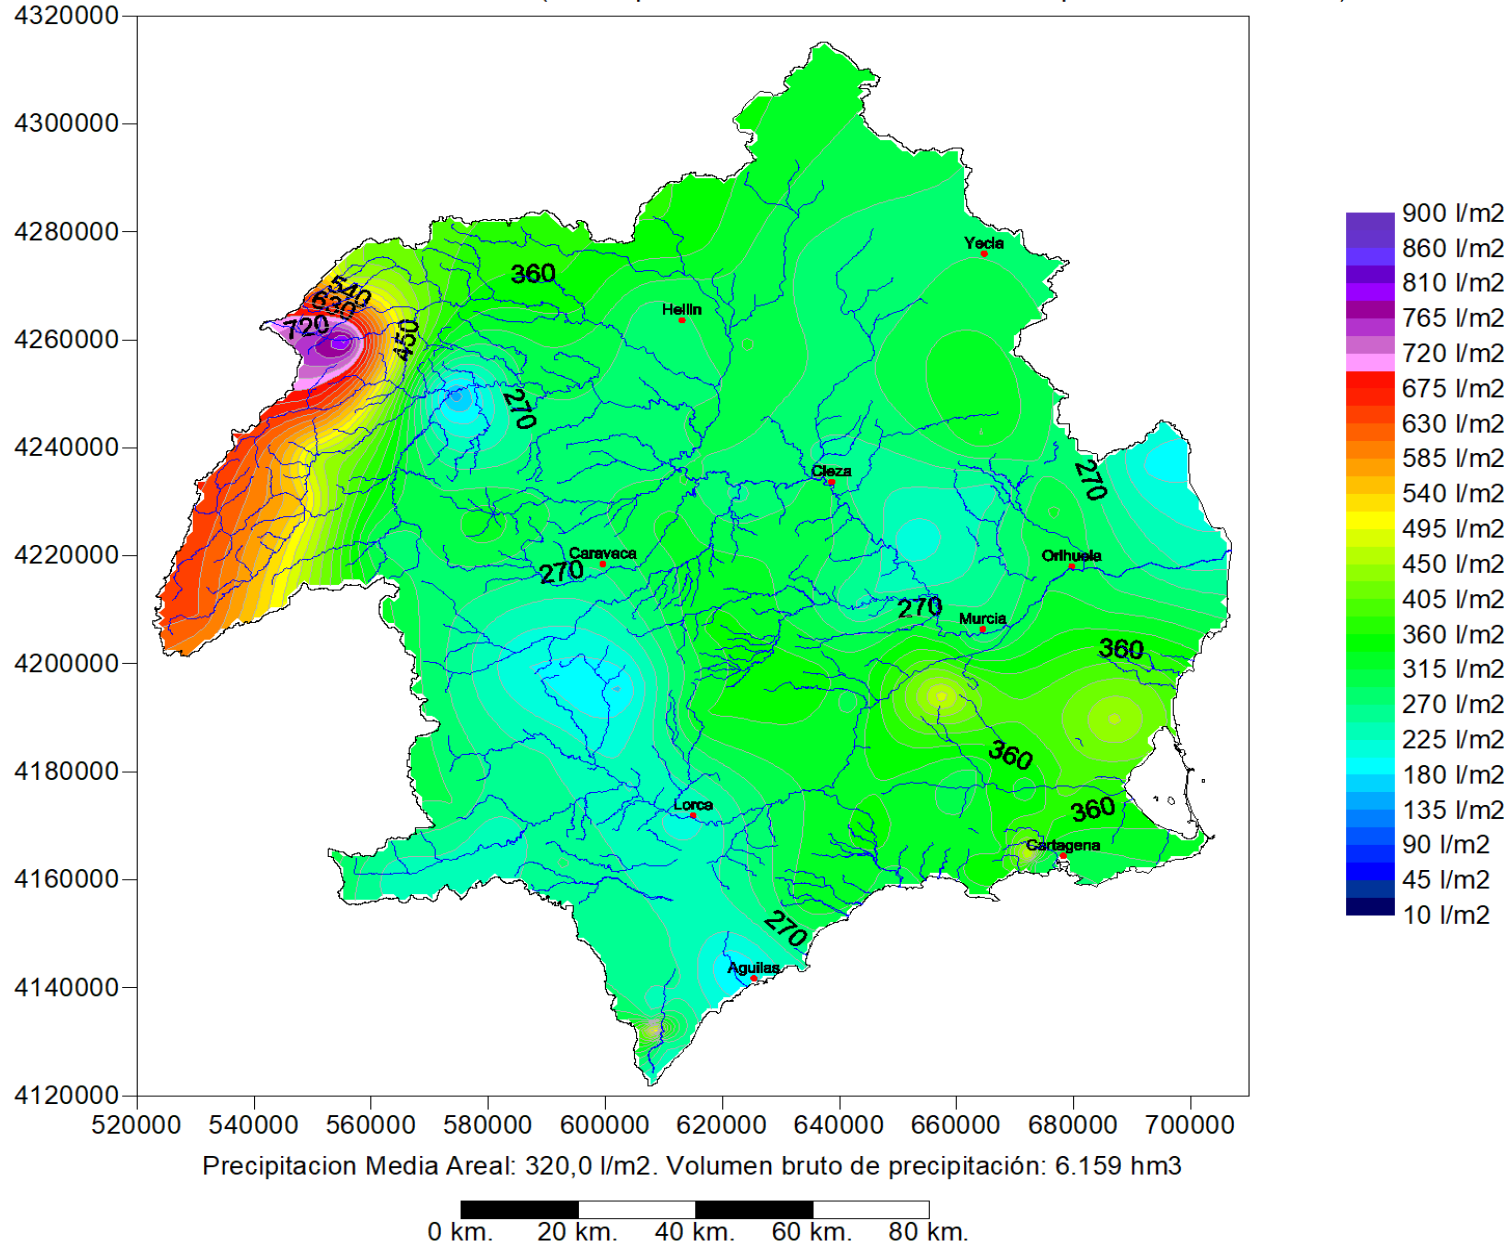 4320000
4300000
4280000
4260000
4240000
4220000
4200000
4180000
4160000
4140000
4120000
520000 540000 560000 580000 600000 620000 640000 660000 680000 700000
Yecla
360
Hellin
540
630
720
450
270
Cieza
270
Caravaca
270
Orihuela
270
Murcia
360
360
Lorca
360
Cartagena
270
Aguilas
900 l/m2
860 l/m2
810 l/m2
765 l/m2
720 l/m2
675 l/m2
630 l/m2
585 l/m2
540 l/m2
495 l/m2
450 l/m2
405 l/m2
360 l/m2
315 l/m2
270 l/m2
225 l/m2
180 l/m2
135 l/m2
90 l/m2
45 l/m2
10 l/m2
Precipitacion Media Areal: 320,0 l/m2. Volumen bruto de precipitación: 6.159 hm3
0 km. 20 km. 40 km. 60 km. 80 km.